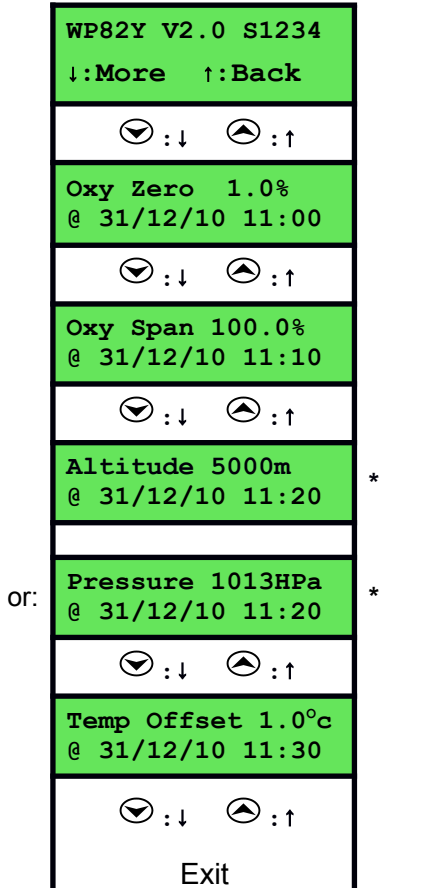 WP82Y V2.0 S1234
↓:More ↑:Back
:↓ :↑
Oxy Zero 1.0%
@ 31/12/10 11:00
:↓ :↑
Oxy Span 100.0%
@ 31/12/10 11:10
:↓ :↑
Altitude 5000m *
@ 31/12/10 11:20
or: Pressure 1013HPa *
@ 31/12/10 11:20
:↓ :↑
Temp Offset 1.0°c
@ 31/12/10 11:30
:↓ :↑
Exit